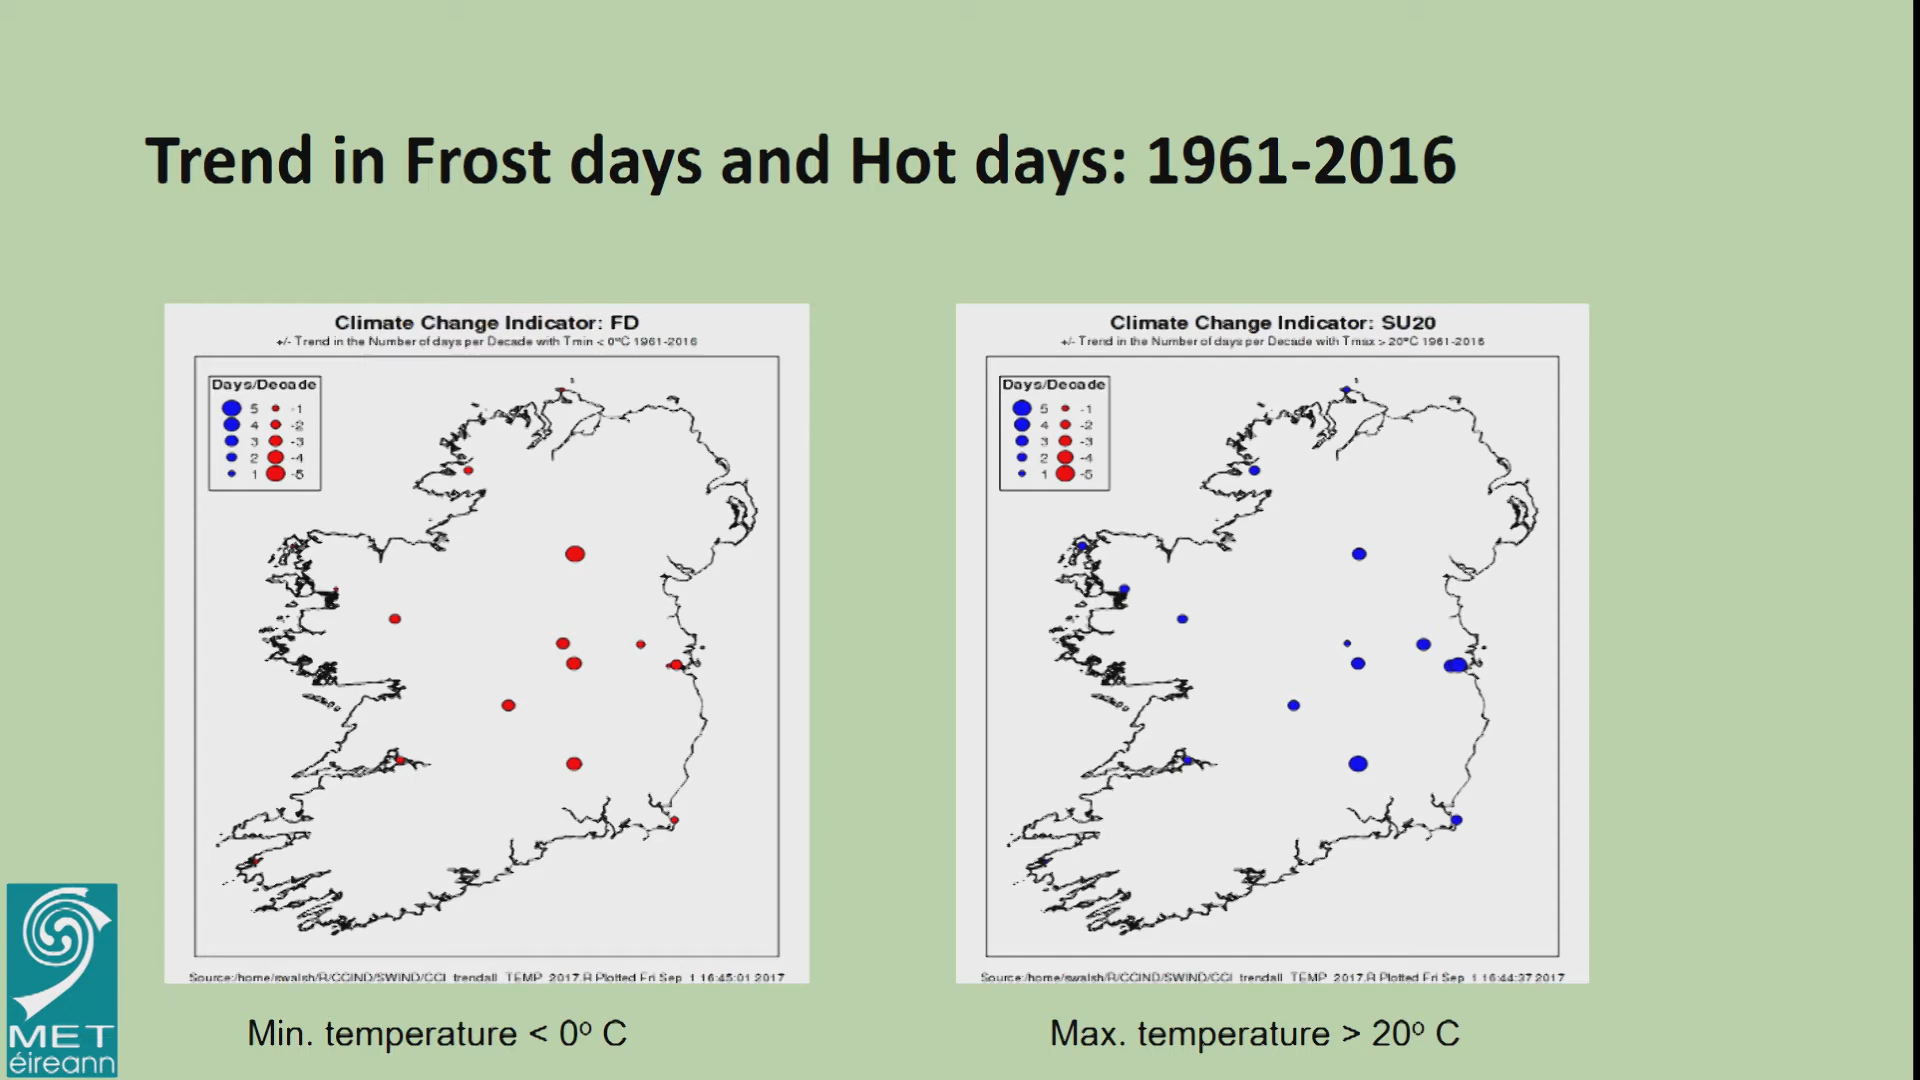 Trend in Frost days and Hot days: 1961-2016
Climate Change Indicator: FD
+/- Trend in the Number of days per Decade with Tmin < 0°C 1961-2016
Days/Decade
5 -1
4 -2
3 -3
2 -4
1 -5
Source:/home/swalsh/R/CCIND/SWIND/CCI_trendall_TEMP_2017.R Plotted Fri Sep 1 16:45:01 2017
Min. temperature < 0º C
Climate Change Indicator: SU20
+/- Trend in the Number of days per Decade with Tmax > 20°C 1961-2016
Days/Decade
5 -1
4 -2
3 -3
2 -4
1 -5
Source:/home/swalsh/R/CCIND/SWIND/CCI_trendall_TEMP_2017.R Plotted Fri Sep 1 16:44:37 2017
Max. temperature > 20º C
MET
éireann